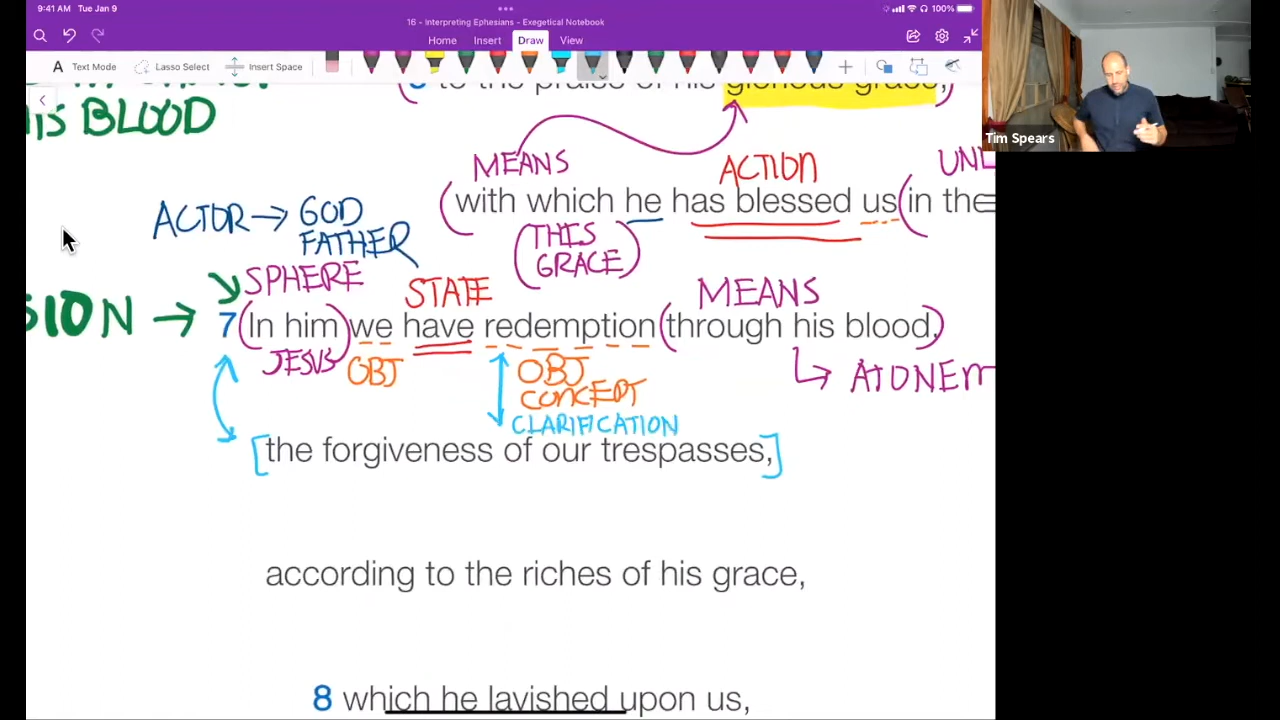 9:41 AM Tue Jan 9
100%
16 - Interpreting Ephesians - Exegetical Notebook
Home Insert Draw View
Text Mode Lasso Select Insert Space
Tim Spears
to the praise of his glorious grace,
IS BLOOD
MEANS
ACTION
(with which he has blessed us (in the
ACTOR → GOD
FATHER
(THIS
GRACE)
SPHERE
STATE
MEANS
→ 7 (In him) we have redemption (through his blood,)
JESUS
OBJ
OBJ
CONCEPT
CLARIFICATION
[the forgiveness of our trespasses,]
according to the riches of his grace,
8 which he lavished upon us,